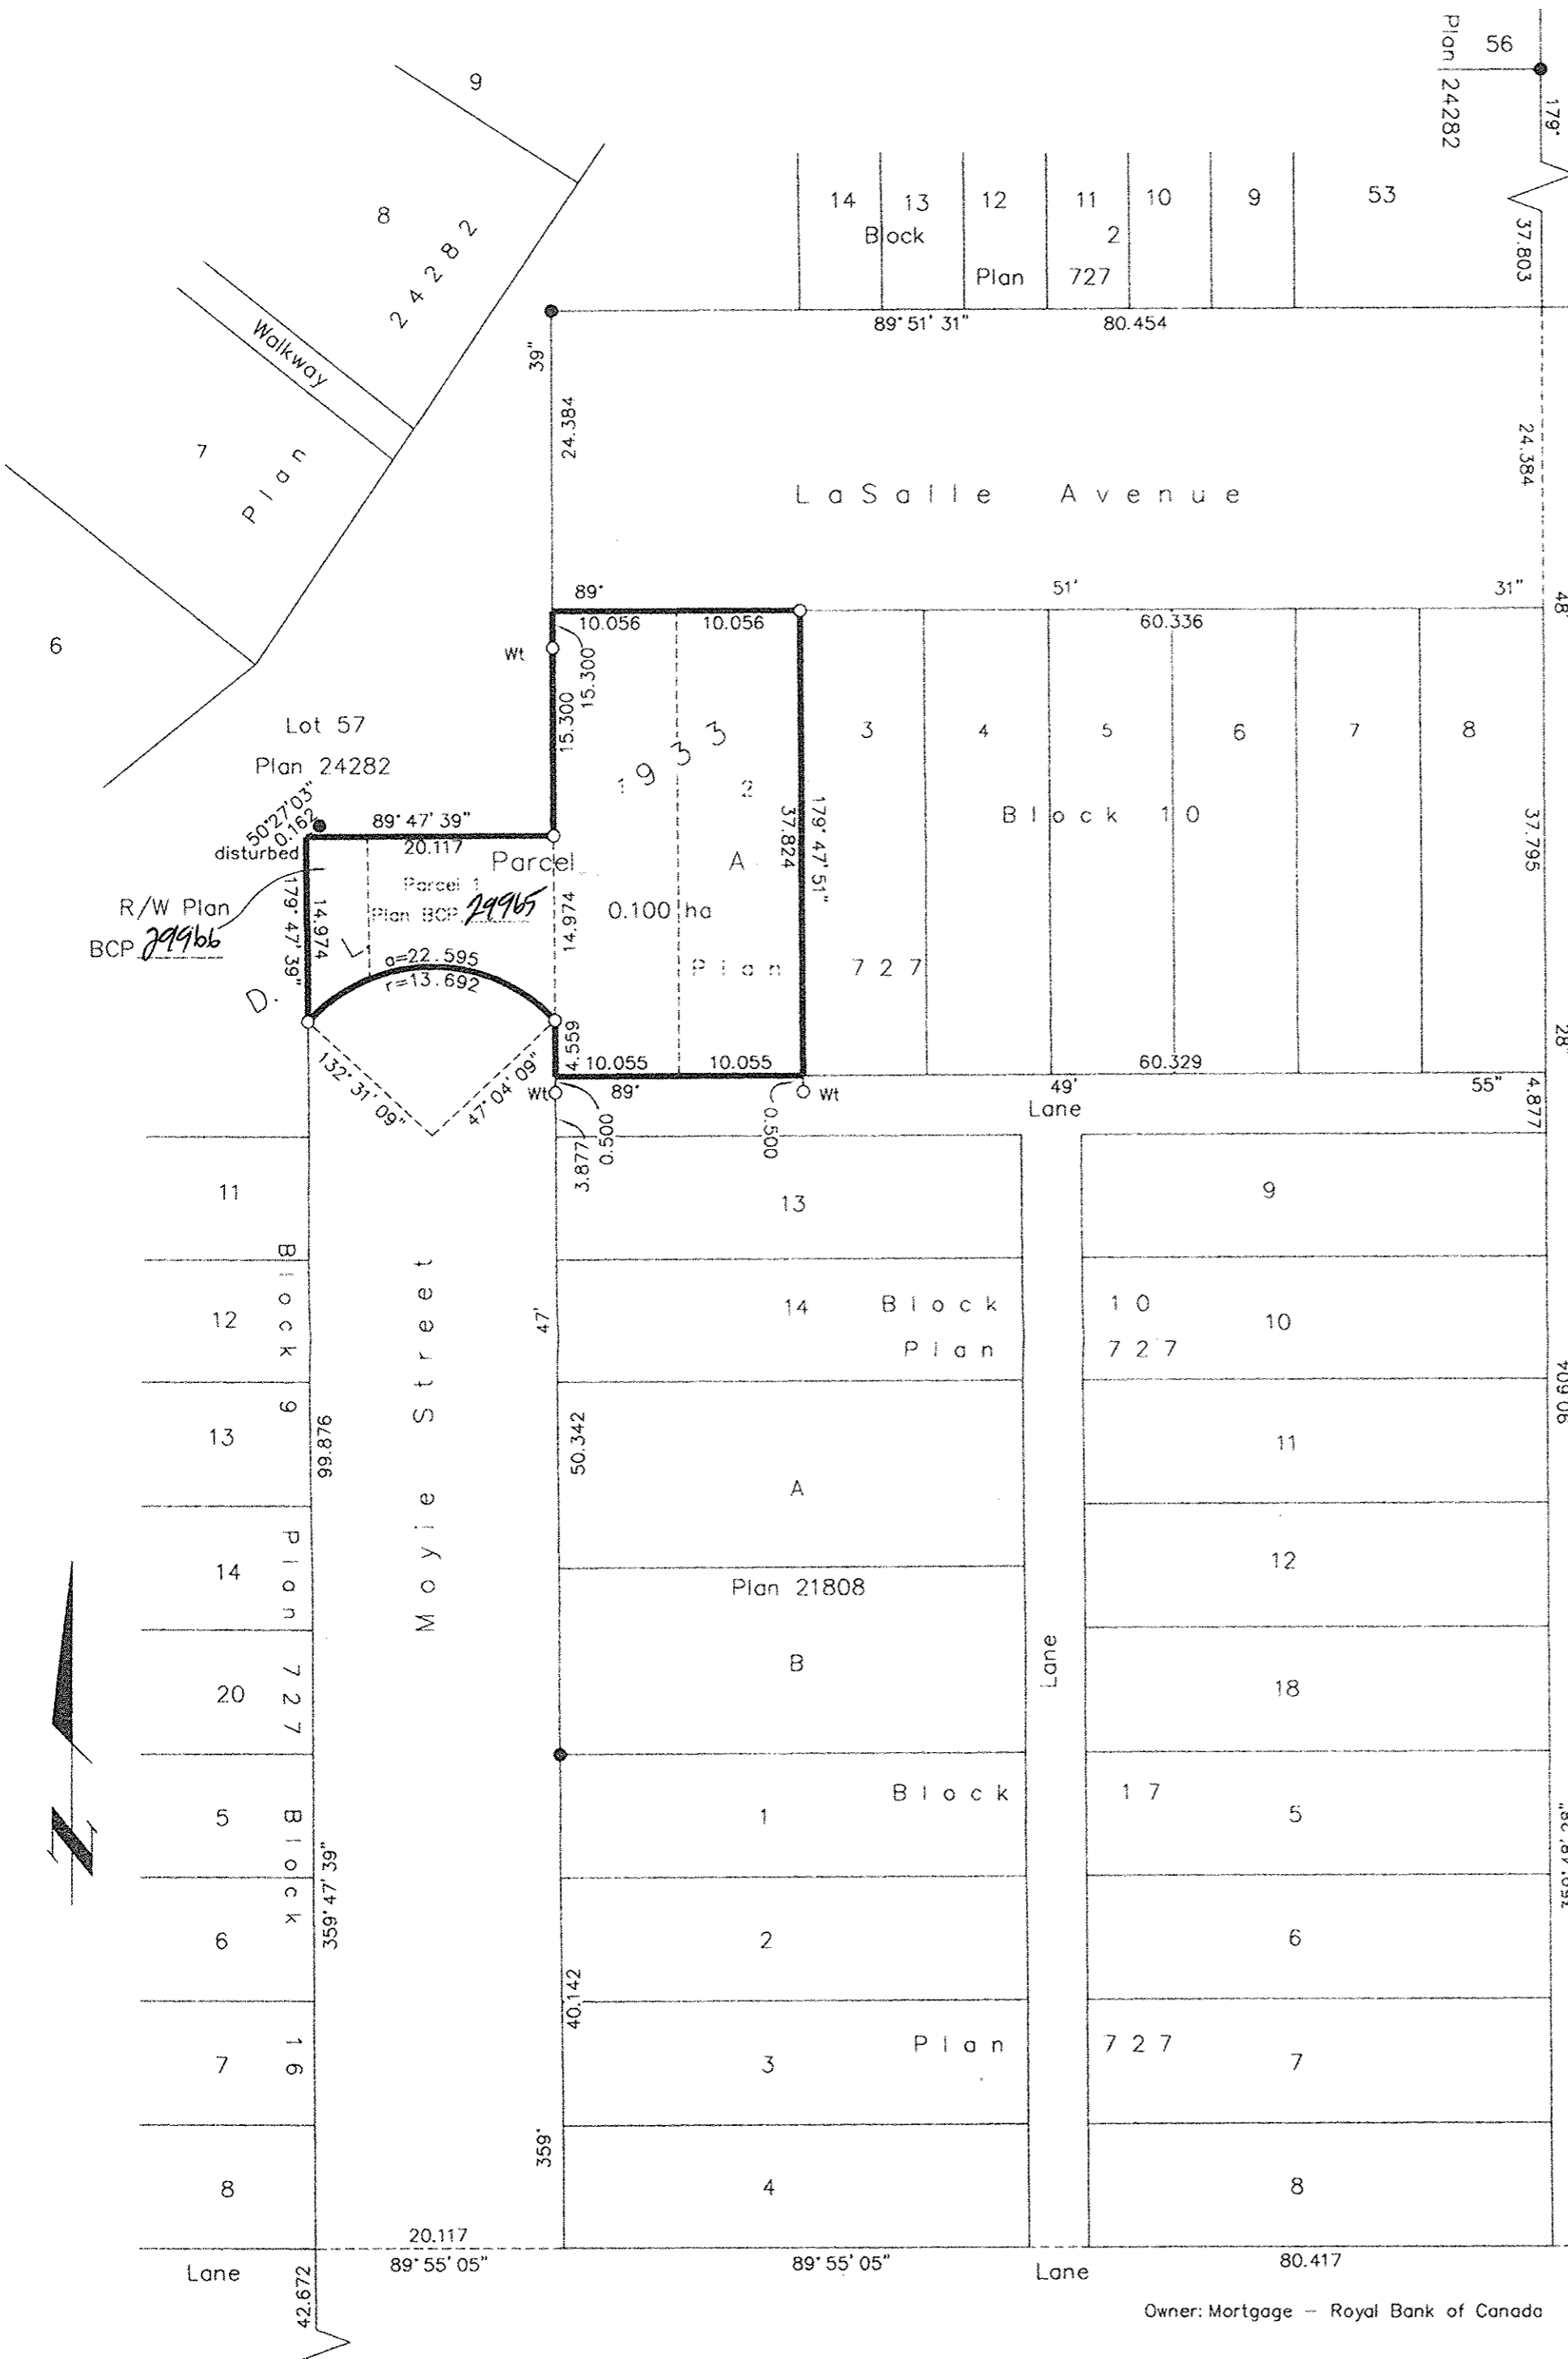 Plan 24282
56
179°
9
8
24282
14
13
12
11
10
9
53
Block 2
Plan 727
37.803
89° 51' 31"
80.454
Walkway
39"
24.384
24.384
7
Plan
LaSalle Avenue
6
89°
51'
31"
48'
10.056
10.056
60.336
Wt
15.300
15.300
Lot 57
Plan 24282
1
1933
2
3
4
5
6
7
8
Block 10
50°27'03"
0.162
disturbed
89° 47' 39"
20.117
37.824
179° 47' 51"
37.795
Parcel A
R/W Plan
BCP 29966
Parcel 1
Plan BCP 29965
0.100 ha
179° 47' 39"
14.974
14.974
Plan 727
a=22.595
r=13.692
D.
4.559
10.055
10.055
60.329
28"
132° 31' 09"
47° 04' 09"
Wt
89°
Wt
49'
55"
4.877
Lane
0.500
0.500
3.877
11
13
9
12
14
Block 10
Plan 727
10
47'
Block 9
Moyie Street
13
99.876
50.342
A
11
14
Plan 727
Plan 21808
12
20
B
Lane
18
5
Block 16
1
Block 17
5
359° 47' 39"
6
2
6
40.142
7
3
Plan 727
7
359°
8
4
8
20.117
Lane
89° 55' 05"
89° 55' 05"
Lane
80.417
42.672
N
Owner: Mortgage – Royal Bank of Canada